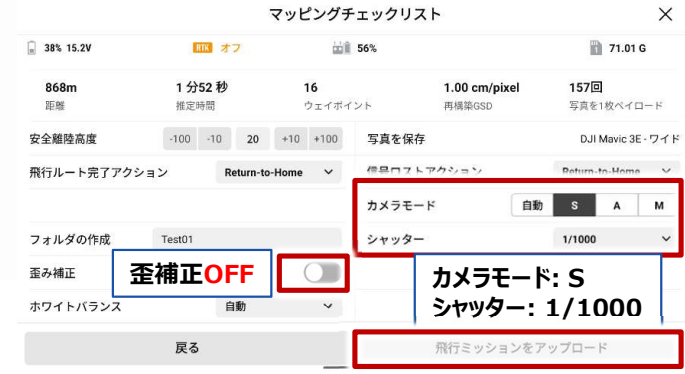 マッピングチェックリスト
38% 15.2V RTK オフ 56% 71.01 G
868m 1 分52 秒 16 1.00 cm/pixel 157回
距離 推定時間 ウェイポイント 再構築GSD 写真を1枚ペイロード
安全離陸高度 -100 -10 20 +10 +100 写真を保存 DJI Mavic 3E - ワイド
飛行ルート完了アクション Return-to-Home 信号ロストアクション Return-to-Home
カメラモード 自動 S A M
フォルダの作成 Test01 シャッター 1/1000
歪み補正 歪補正OFF カメラモード: S
シャッター: 1/1000
ホワイトバランス 自動
戻る 飛行ミッションをアップロード